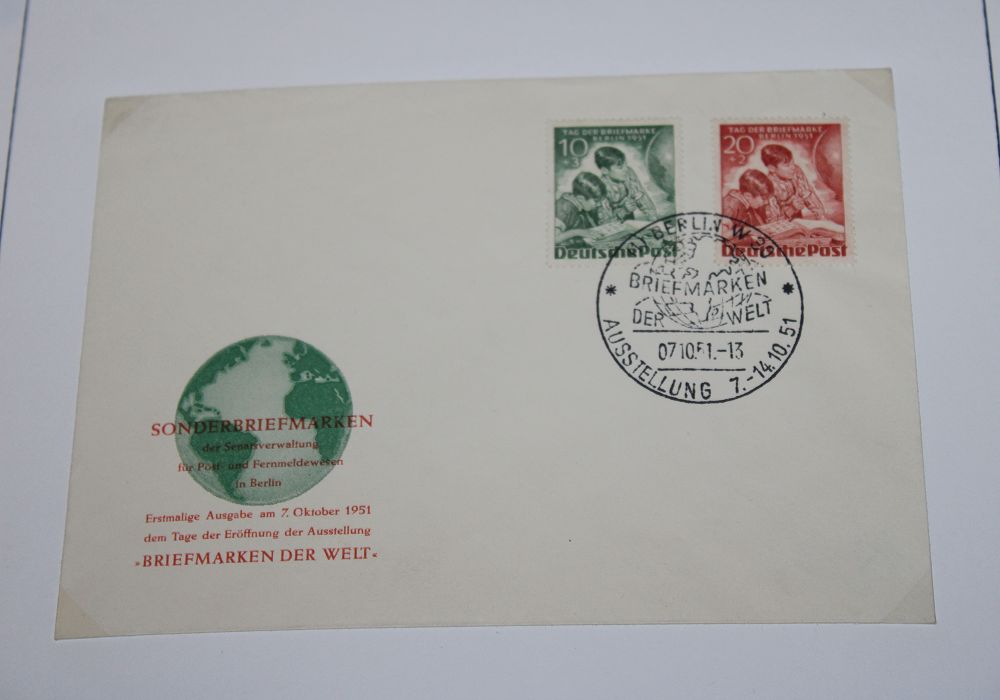 10
+3
TAG DER BRIEFMARKE
BERLIN 1951
Deutsche Post
20
+2
TAG DER BRIEFMARKE
BERLIN 1951
Deutsche Post
BERLIN W
BRIEFMARKEN
DER WELT
07.10.51.-13
AUSSTELLUNG 7.-14.10.51
SONDERBRIEFMARKEN
der Senatsverwaltung
für Post- und Fernmeldewesen
in Berlin
Erstmalige Ausgabe am 7. Oktober 1951
dem Tage der Eröffnung der Ausstellung
»BRIEFMARKEN DER WELT«